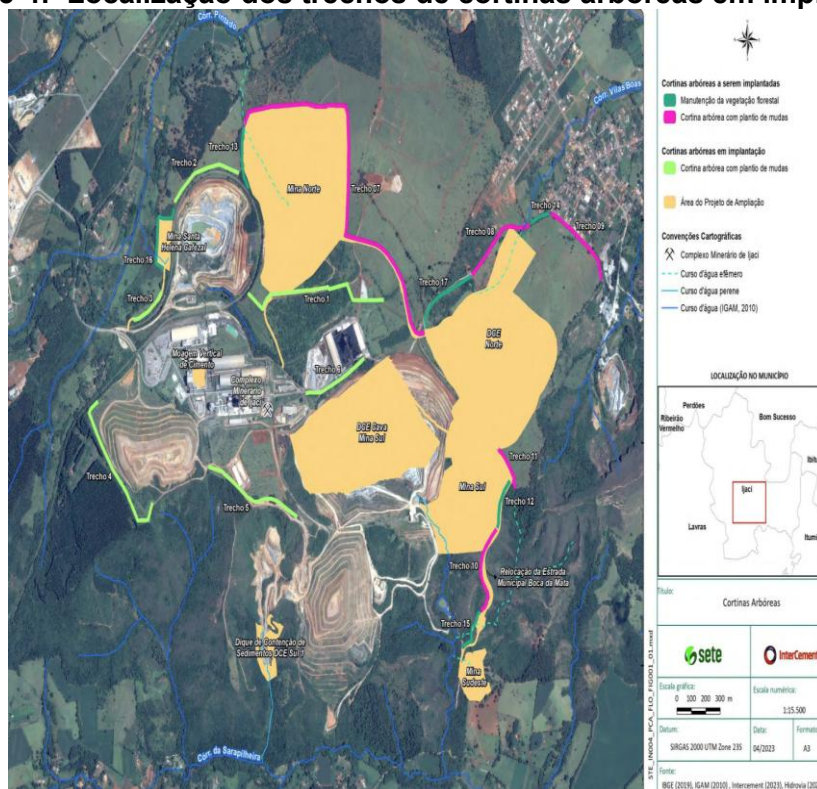 Localização dos trechos de cortinas arbóreas em
Corr. Pintado
Corr. Vilas Boas
Trecho 13
Trecho 2
Mina Norte
Trecho 07
Mina Santa
Helena Gafezal
Trecho 16
Trecho 3
Trecho 1
Trecho 08
Trecho 14
Trecho 09
Trecho 17
DCE
Norte
Moagem Vertical
de Cimento
Complexo
Minerário
de Ijaci
Trecho 6
DCE Cava
Mina Sul
Trecho 4
Trecho 5
Trecho 11
Mina Sul
Trecho 12
Trecho 10
Relocação da Estrada
Municipal Boca da Mata
Trecho 15
Dique de Contenção de
Sedimentos DCE Sul 1
Mina
Sudeste
Corr. da Sarapilheira
Cortinas arbóreas a serem implantadas
Manutenção da vegetação florestal
Cortina arbórea com plantio de mudas
Cortinas arbóreas em implantação
Cortina arbórea com plantio de mudas
Área do Projeto de Ampliação
Convenções Cartográficas
Complexo Minerário de Ijaci
Curso d'água efêmero
Curso d'água perene
Curso d'água (IGAM, 2010)
LOCALIZAÇÃO NO MUNICÍPIO
Perdões
Ribeirão
Vermelho
Bom Sucesso
Ijaci
Lavras
Título:
Cortinas Arbóreas
sete
InterCement
Escala gráfica:
0 100 200 300 m
Escala numérica:
1:15.500
Datum:
SIRGAS 2000 UTM Zone 23S
Data:
04/2023
Formato
A3
Fonte:
IBGE (2019), IGAM (2010), Intercement (2023), Hidrovia
STE_IN004_PCA_FLO_FIG001_01.mxd